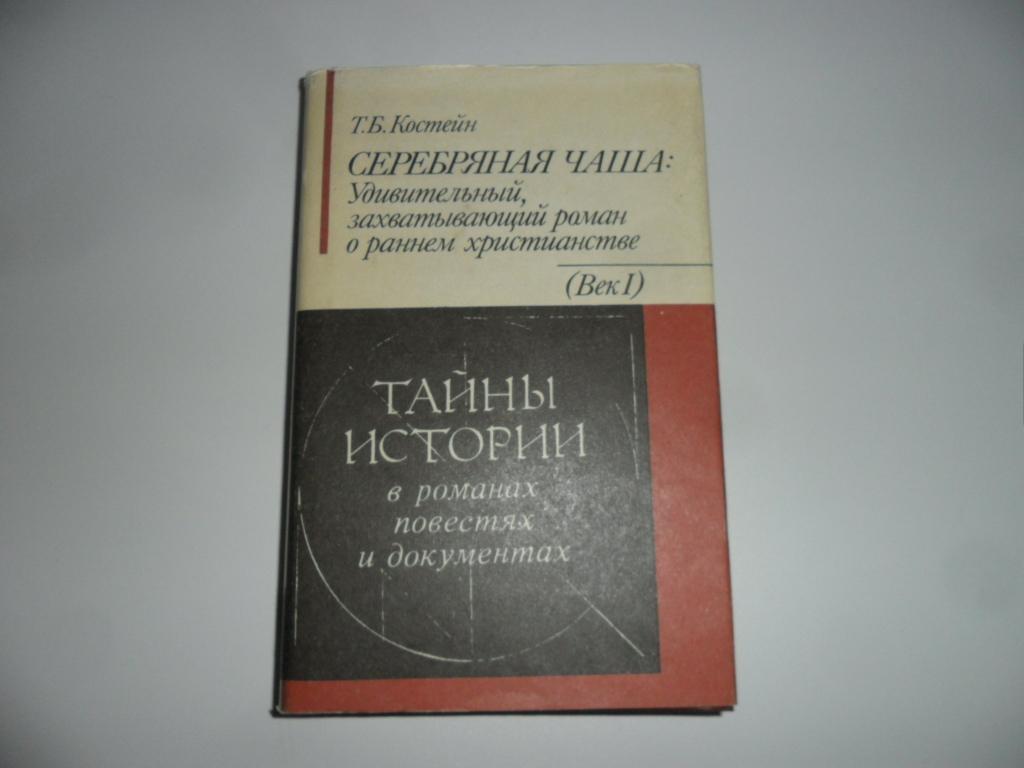 Т.Б. Костейн
СЕРЕБРЯНАЯ ЧАША:
Удивительный,
захватывающий роман
о раннем христианстве
(Век I)
ТАЙНЫ
ИСТОРИИ
в романах
повестях
и документах